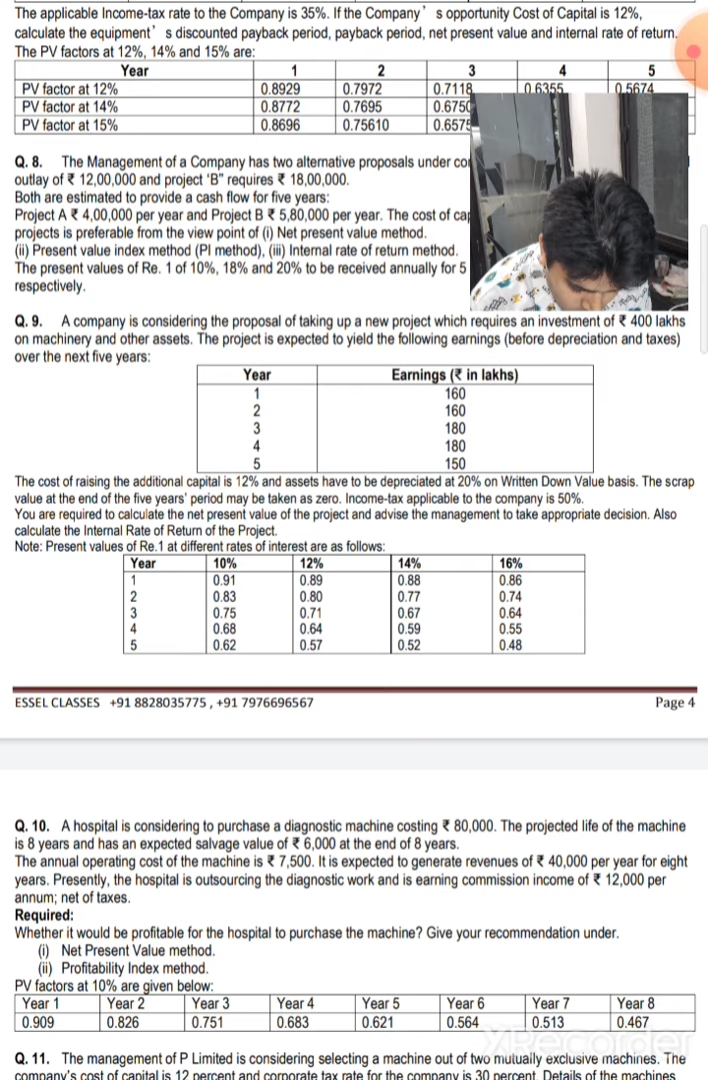 The applicable Income-tax rate to the Company is 35%. If the Company’ s opportunity Cost of Capital is 12%,
calculate the equipment’ s discounted payback period, payback period, net present value and internal rate of return.
The PV factors at 12%, 14% and 15% are:
Year 1 2 3 4 5
PV factor at 12% 0.8929 0.7972 0.7118 0.6355 0.5674
PV factor at 14% 0.8772 0.7695 0.6750
PV factor at 15% 0.8696 0.75610 0.6575
Q. 8. The Management of a Company has two alternative proposals under
outlay of ₹ 12,00,000 and project ‘B” requires ₹ 18,00,000.
Both are estimated to provide a cash flow for five years:
Project A ₹ 4,00,000 per year and Project B ₹ 5,80,000 per year. The cost of
projects is preferable from the view point of (i) Net present value method.
(ii) Present value index method (PI method), (iii) Internal rate of return method.
The present values of Re. 1 of 10%, 18% and 20% to be received annually for 5
respectively.
Q. 9. A company is considering the proposal of taking up a new project which requires an investment of ₹ 400 lakhs
on machinery and other assets. The project is expected to yield the following earnings (before depreciation and taxes)
over the next five years:
Year Earnings (₹ in lakhs)
1 160
2 160
3 180
4 180
5 150
The cost of raising the additional capital is 12% and assets have to be depreciated at 20% on Written Down Value basis. The scrap
value at the end of the five years’ period may be taken as zero. Income-tax applicable to the company is 50%.
You are required to calculate the net present value of the project and advise the management to take appropriate decision. Also
calculate the Internal Rate of Return of the Project.
Note: Present values of Re.1 at different rates of interest are as follows:
Year 10% 12% 14% 16%
1 0.91 0.89 0.88 0.86
2 0.83 0.80 0.77 0.74
3 0.75 0.71 0.67 0.64
4 0.68 0.64 0.59 0.55
5 0.62 0.57 0.52 0.48
ESSEL CLASSES +91 8828035775 , +91 7976696567 Page 4
Q. 10. A hospital is considering to purchase a diagnostic machine costing ₹ 80,000. The projected life of the machine
is 8 years and has an expected salvage value of ₹ 6,000 at the end of 8 years.
The annual operating cost of the machine is ₹ 7,500. It is expected to generate revenues of ₹ 40,000 per year for eight
years. Presently, the hospital is outsourcing the diagnostic work and is earning commission income of ₹ 12,000 per
annum; net of taxes.
Required:
Whether it would be profitable for the hospital to purchase the machine? Give your recommendation under.
(i) Net Present Value method.
(ii) Profitability Index method.
PV factors at 10% are given below:
Year 1 Year 2 Year 3 Year 4 Year 5 Year 6 Year 7 Year 8
0.909 0.826 0.751 0.683 0.621 0.564 0.513 0.467
XRecorder
Q. 11. The management of P Limited is considering selecting a machine out of two mutually exclusive machines. The
company’s cost of capital is 12 percent and corporate tax rate for the company is 30 percent. Details of the machines